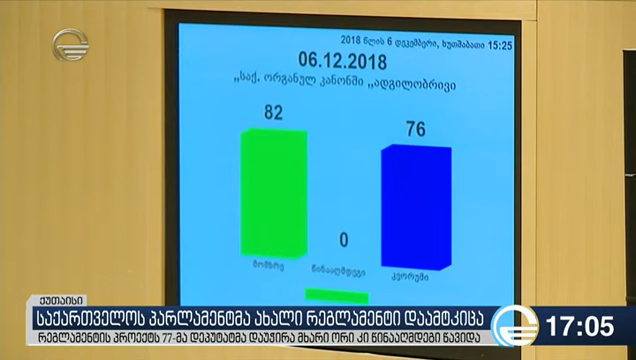 2018 წლის 6 დეკემბერი, ხუთშაბათი 15:25
06.12.2018
„საქ. ორგანულ კანონში „ადგილობრივი
82
76
0
მომხრე
წინააღმდეგი
კვორუმი
ქუთაისი
საქართველოს პარლამენტმა ახალი რეგლამენტი დაამტკიცა
რეგლამენტის პროექტს 77-მა დეპუტატმა დაუჭირა მხარი ორი კი წინააღმდეგი წავიდა
17:05